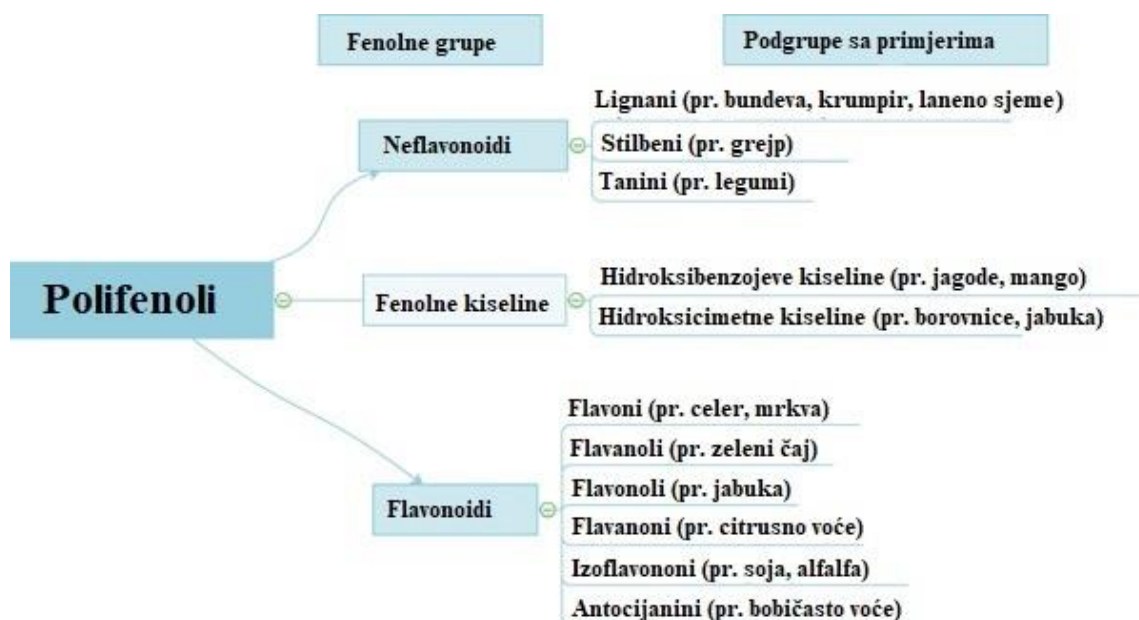 Fenolne grupe
Podgrupe sa primjerima
Polifenoli
Neflavonoidi
Lignani (pr. bundeva, krumpir, laneno sjeme)
Stilbeni (pr. grejp)
Tanini (pr. legumi)
Fenolne kiseline
Hidroksibenzojeve kiseline (pr. jagode, mango)
Hidroksicimetne kiseline (pr. borovnice, jabuka)
Flavonoidi
Flavoni (pr. celer, mrkva)
Flavanoli (pr. zeleni čaj)
Flavonoli (pr. jabuka)
Flavanoni (pr. citrusno voće)
Izoflavononi (pr. soja, alfalfa)
Antocijanini (pr. bobičasto voće)